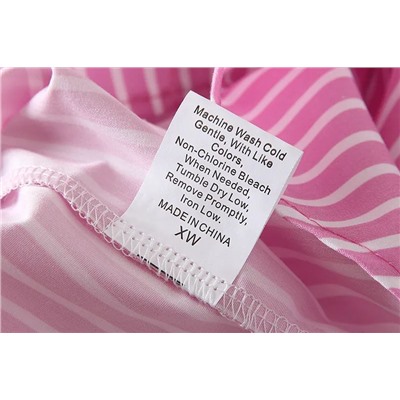 Machine Wash Cold
Gentle, With Like
Colors,
Non-Chlorine Bleach
When Needed,
Tumble Dry Low,
Remove Promptly,
Iron Low.
MADE IN CHINA
XW